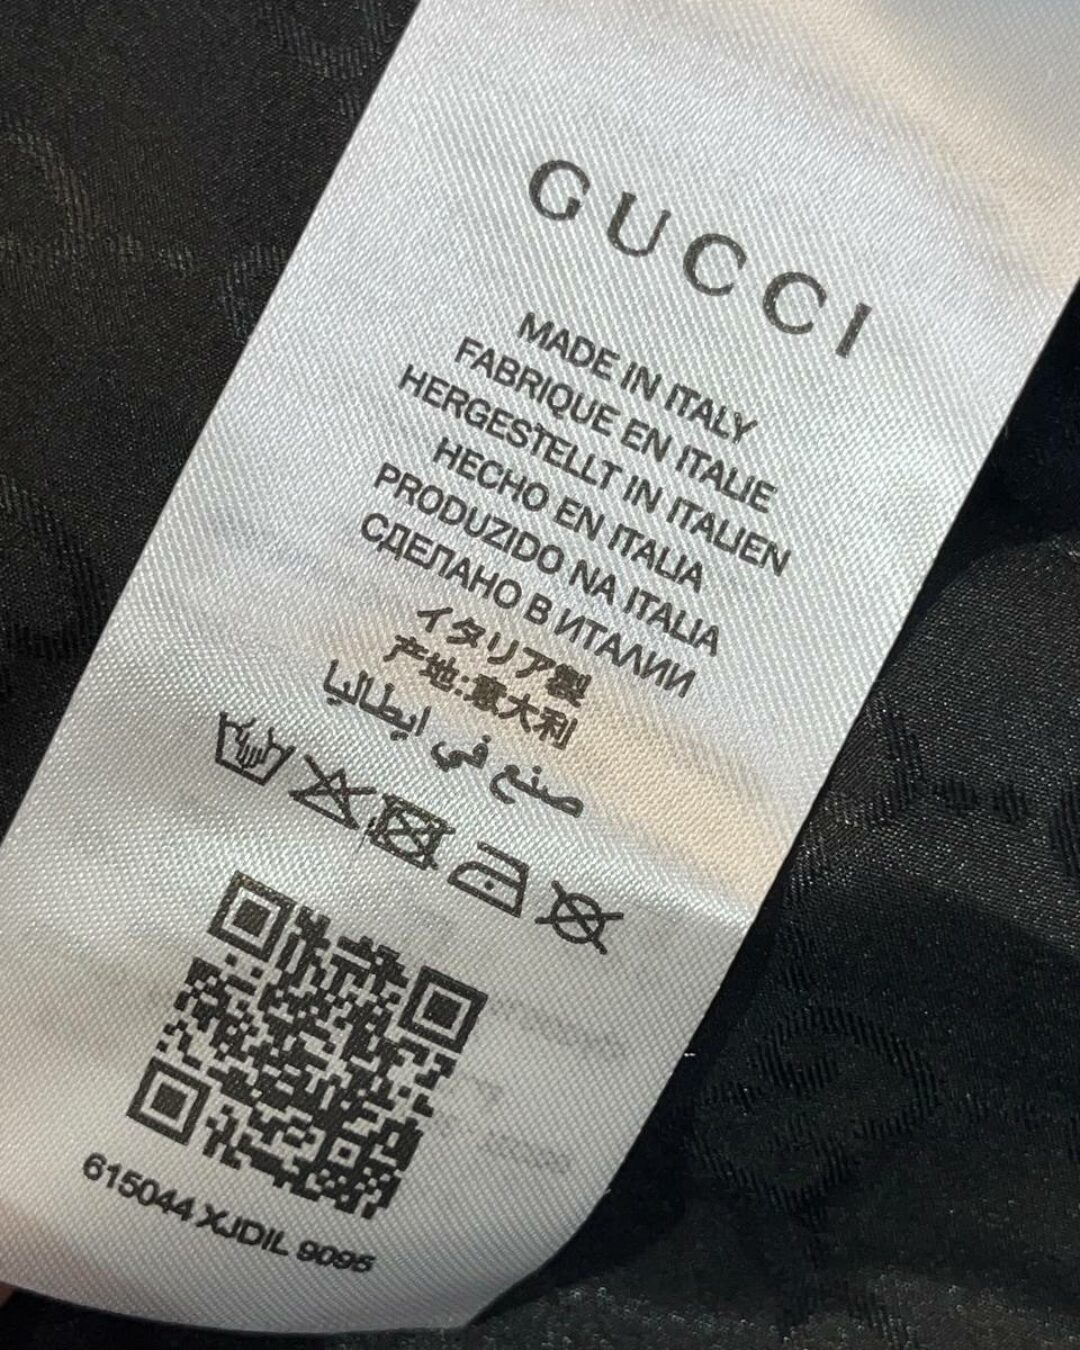 GUCCI
MADE IN ITALY
FABRIQUE EN ITALIE
HERGESTELLT IN ITALIEN
HECHO EN ITALIA
PRODUZIDO NA ITALIA
СДЕЛАНО В ИТАЛИИ
イタリア製
产地:意大利
صنع في ايطاليا
615044 XJDIL 9095